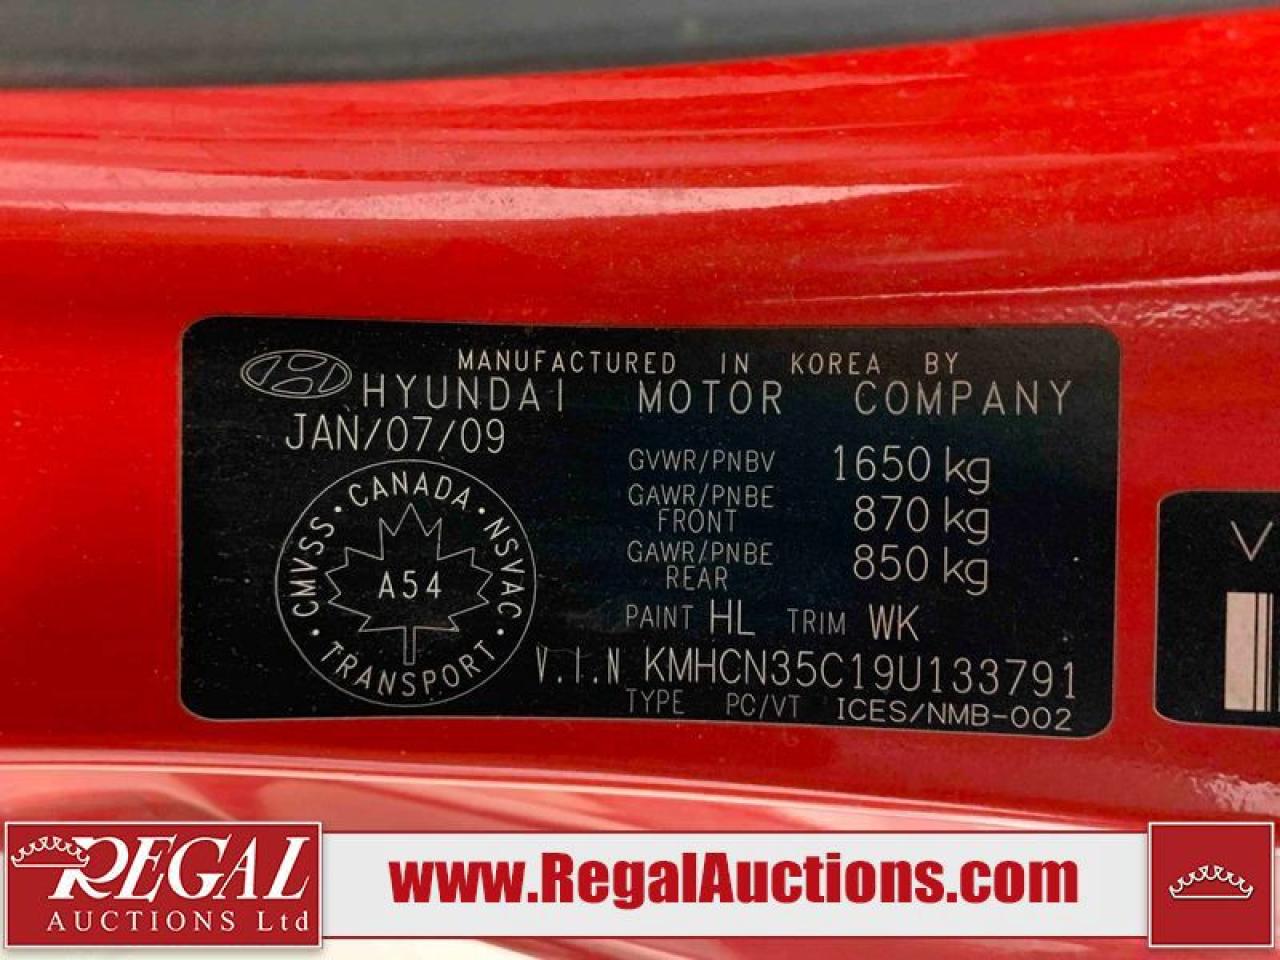 MANUFACTURED IN KOREA BY
HYUNDAI MOTOR COMPANY
JAN/07/09
GVWR/PNBV 1650 kg
GAWR/PNBE FRONT 870 kg
GAWR/PNBE REAR 850 kg
PAINT HL TRIM WK
V.I.N KMHCN35C19U133791
TYPE PC/VT ICES/NMB-002
CMVSS · CANADA · NSVAC · TRANSPORT ·
A54
V
REGAL
AUCTIONS Ltd
www.RegalAuctions.com